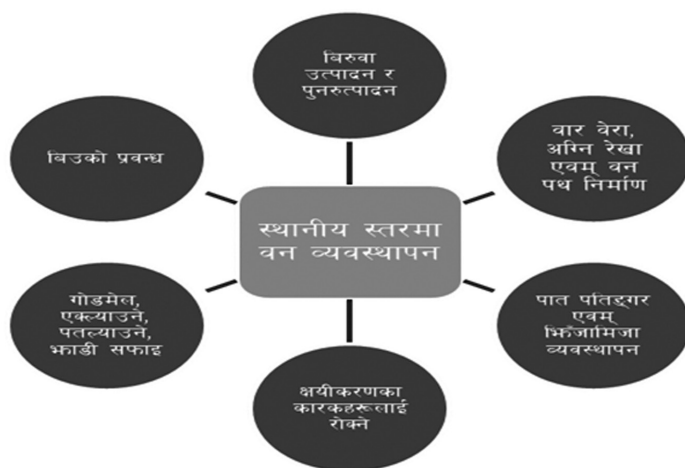 बिरुवा
उत्पादन र
पुनरुत्पादन
वार वेरा,
अग्नि रेखा
एवम् वन
पथ निर्माण
पात पतिङ्गर
एवम्
झिँजामिजा
व्यवस्थापन
क्षयीकरणका
कारकहरूलाई
रोक्ने
गोडमेल,
एक्ल्याउने,
पतल्याउने,
झाडी सफाइ
बिउको प्रवन्ध
स्थानीय स्तरमा
वन व्यवस्थापन